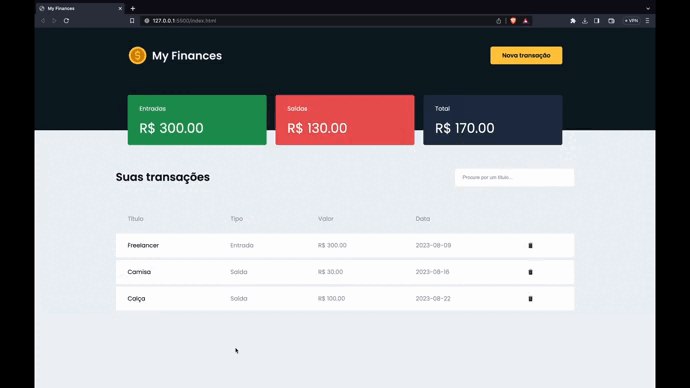 My Finances
127.0.0.1:5500/index.html
VPN
My Finances
Nova transação
Entradas
Saídas
Total
R$ 300.00
R$ 130.00
R$ 170.00
Suas transações
Procure por um título...
Título Tipo Valor Data
Freelancer Entrada R$ 300.00 2023-08-09
Camisa Saída R$ 30.00 2023-08-16
Calça Saída R$ 100.00 2023-08-22